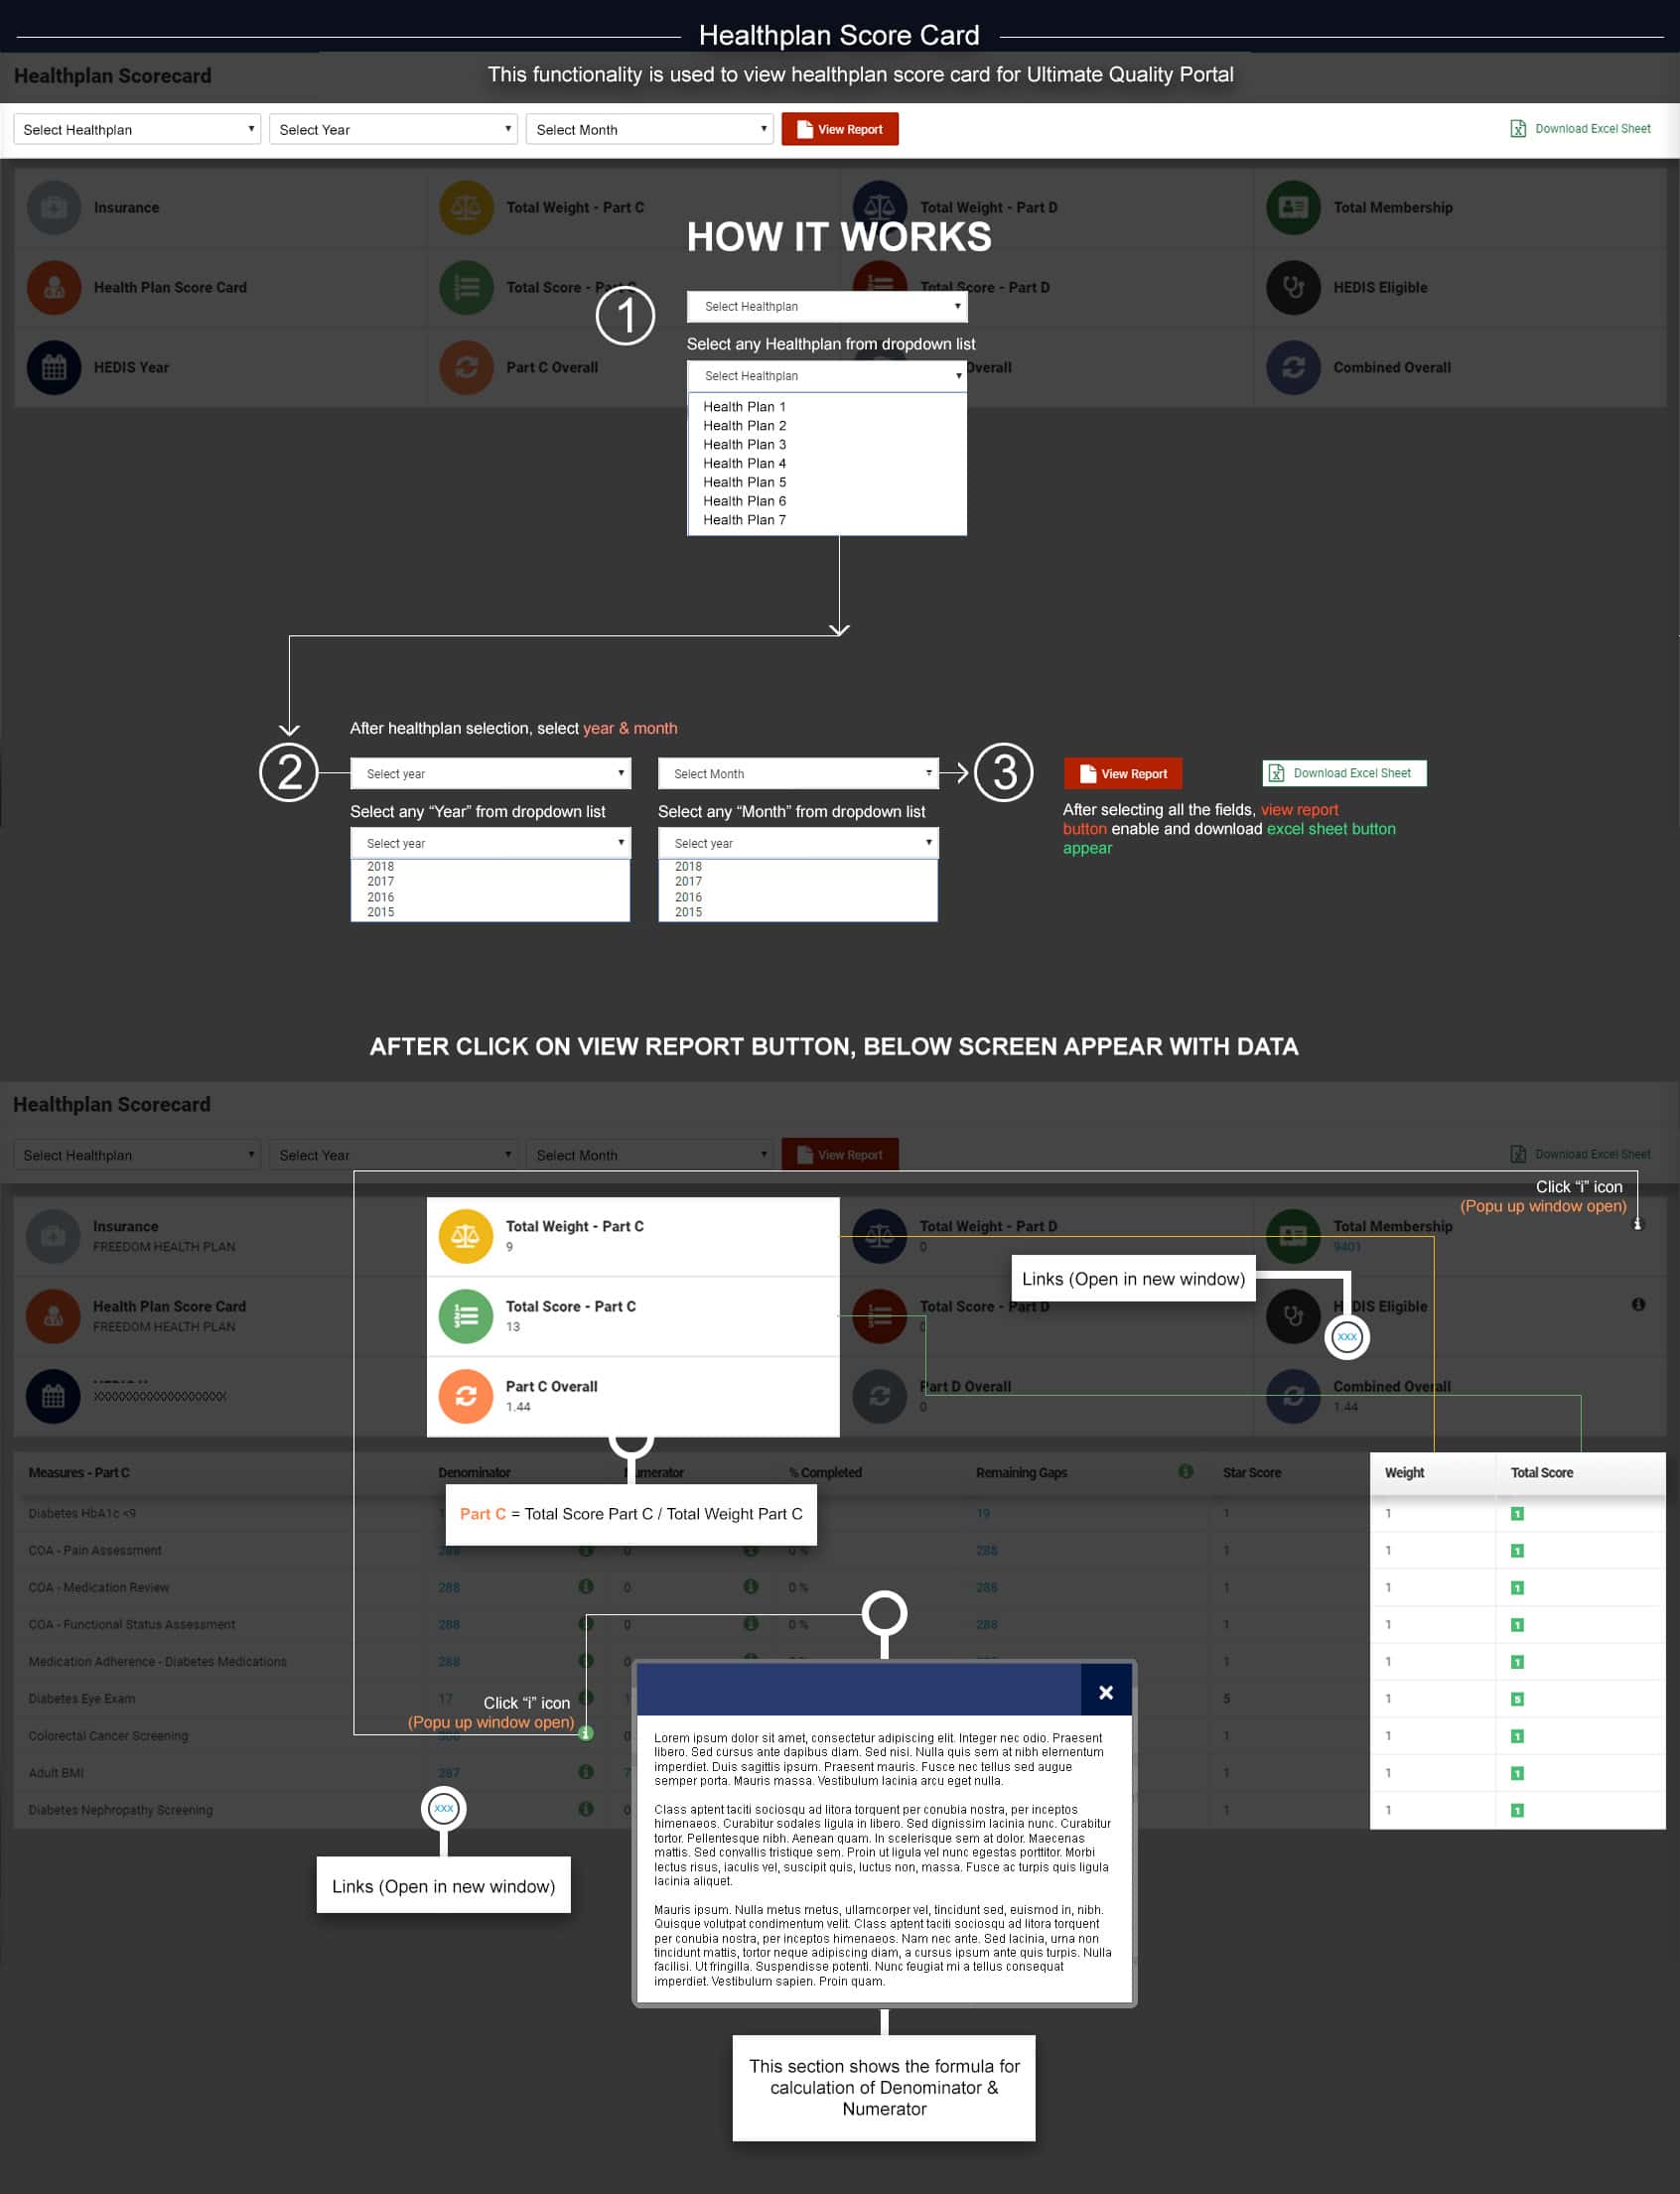 Healthplan Score Card
Healthplan Scorecard
This functionality is used to view healthplan score card for Ultimate Quality Portal
Select Healthplan
Select Year
Select Month
View Report
Download Excel Sheet
Insurance
Total Weight - Part C
Total Weight - Part D
Total Membership
HOW IT WORKS
Health Plan Score Card
Total Score - Part C
Total Score - Part D
HEDIS Eligible
1
Select Healthplan
Select any Healthplan from dropdown list
HEDIS Year
Part C Overall
Overall
Combined Overall
Select Healthplan
Health Plan 1
Health Plan 2
Health Plan 3
Health Plan 4
Health Plan 5
Health Plan 6
Health Plan 7
After healthplan selection, select year & month
2
Select year
Select Month
3
View Report
Download Excel Sheet
Select any “Year” from dropdown list
Select any “Month” from dropdown list
After selecting all the fields, view report
button enable and download excel sheet button
appear
Select year
2018
2017
2016
2015
Select year
2018
2017
2016
2015
AFTER CLICK ON VIEW REPORT BUTTON, BELOW SCREEN APPEAR WITH DATA
Healthplan Scorecard
Select Healthplan
Select Year
Select Month
View Report
Download Excel Sheet
Click “i” icon
(Popu up window open)
Insurance
FREEDOM HEALTH PLAN
Total Weight - Part C
9
Total Weight - Part D
0
Total Membership
9401
Links (Open in new window)
Health Plan Score Card
FREEDOM HEALTH PLAN
Total Score - Part C
13
Total Score - Part D
0
HEDIS Eligible
xxx
XXXXXXXXXXXXXXXXXXX
Part C Overall
1.44
Part D Overall
0
Combined Overall
1.44
Measures - Part C Denominator Numerator % Completed Remaining Gaps Star Score Weight Total Score
Part C = Total Score Part C / Total Weight Part C
Diabetes HbA1c <9 19 1 1 1
COA - Pain Assessment 288 0 0 % 288 1 1 1
COA - Medication Review 288 0 0 % 288 1 1 1
COA - Functional Status Assessment 288 0 0 % 288 1 1 1
Medication Adherence - Diabetes Medications 288 0 1 1 1
Diabetes Eye Exam 17 1 5 1 5
Click “i” icon
(Popu up window open)
Colorectal Cancer Screening 0 1 1 1
Adult BMI 287 7 1 1 1
Diabetes Nephropathy Screening 0 1 1 1
xxx
Links (Open in new window)
Lorem ipsum dolor sit amet, consectetur adipiscing elit. Integer nec odio. Praesent
libero. Sed cursus ante dapibus diam. Sed nisi. Nulla quis sem at nibh elementum
imperdiet. Duis sagittis ipsum. Praesent mauris. Fusce nec tellus sed augue
semper porta. Mauris massa. Vestibulum lacinia arcu eget nulla.
Class aptent taciti sociosqu ad litora torquent per conubia nostra, per inceptos
himenaeos. Curabitur sodales ligula in libero. Sed dignissim lacinia nunc. Curabitur
tortor. Pellentesque nibh. Aenean quam. In scelerisque sem at dolor. Maecenas
mattis. Sed convallis tristique sem. Proin ut ligula vel nunc egestas porttitor. Morbi
lectus risus, iaculis vel, suscipit quis, luctus non, massa. Fusce ac turpis quis ligula
lacinia aliquet.
Mauris ipsum. Nulla metus metus, ullamcorper vel, tincidunt sed, euismod in, nibh.
Quisque volutpat condimentum velit. Class aptent taciti sociosqu ad litora torquent
per conubia nostra, per inceptos himenaeos. Nam nec ante. Sed lacinia, urna non
tincidunt mattis, tortor neque adipiscing diam, a cursus ipsum ante quis turpis. Nulla
facilisi. Ut fringilla. Suspendisse potenti. Nunc feugiat mi a tellus consequat
imperdiet. Vestibulum sapien. Proin quam.
This section shows the formula for
calculation of Denominator &
Numerator